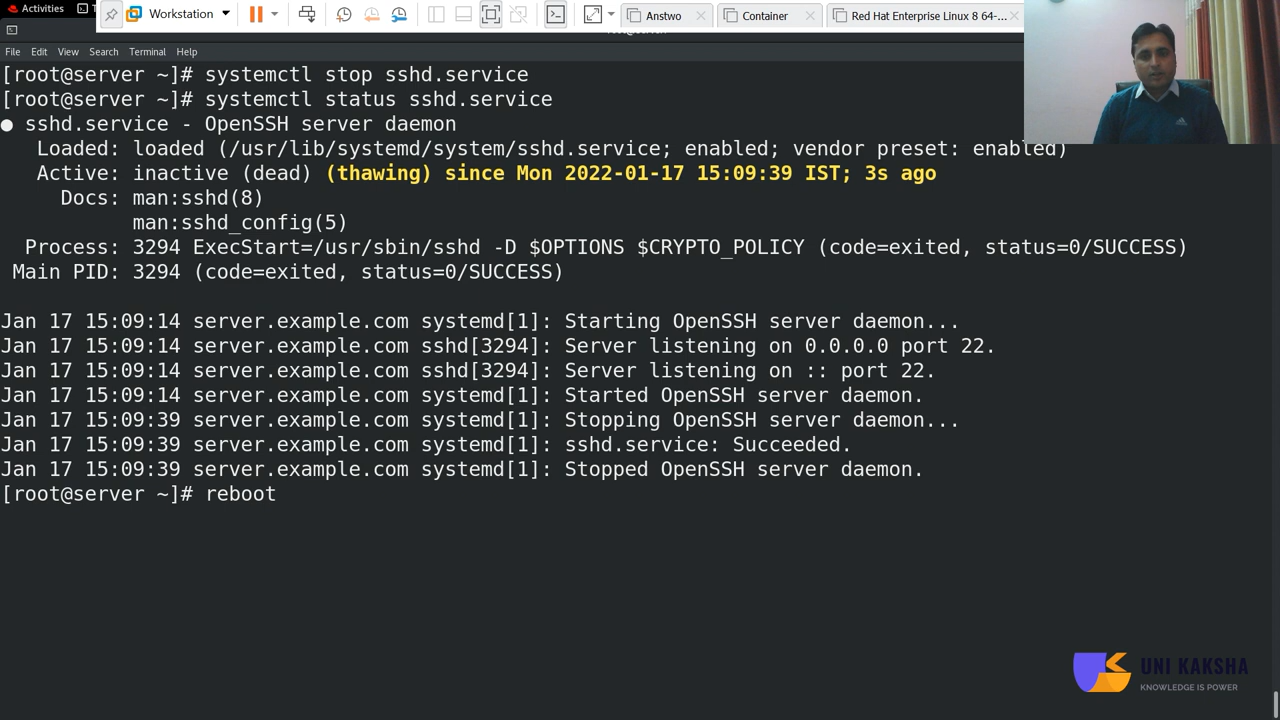 Activities
Workstation
Anstwo
Container
Red Hat Enterprise Linux 8 64-...
File Edit View Search Terminal Help
[root@server ~]# systemctl stop sshd.service
[root@server ~]# systemctl status sshd.service
● sshd.service - OpenSSH server daemon
Loaded: loaded (/usr/lib/systemd/system/sshd.service; enabled; vendor preset: enabled)
Active: inactive (dead) (thawing) since Mon 2022-01-17 15:09:39 IST; 3s ago
Docs: man:sshd(8)
man:sshd_config(5)
Process: 3294 ExecStart=/usr/sbin/sshd -D $OPTIONS $CRYPTO_POLICY (code=exited, status=0/SUCCESS)
Main PID: 3294 (code=exited, status=0/SUCCESS)
Jan 17 15:09:14 server.example.com systemd[1]: Starting OpenSSH server daemon...
Jan 17 15:09:14 server.example.com sshd[3294]: Server listening on 0.0.0.0 port 22.
Jan 17 15:09:14 server.example.com sshd[3294]: Server listening on :: port 22.
Jan 17 15:09:14 server.example.com systemd[1]: Started OpenSSH server daemon.
Jan 17 15:09:39 server.example.com systemd[1]: Stopping OpenSSH server daemon...
Jan 17 15:09:39 server.example.com systemd[1]: sshd.service: Succeeded.
Jan 17 15:09:39 server.example.com systemd[1]: Stopped OpenSSH server daemon.
[root@server ~]# reboot
UNI KAKSHA
KNOWLEDGE IS POWER